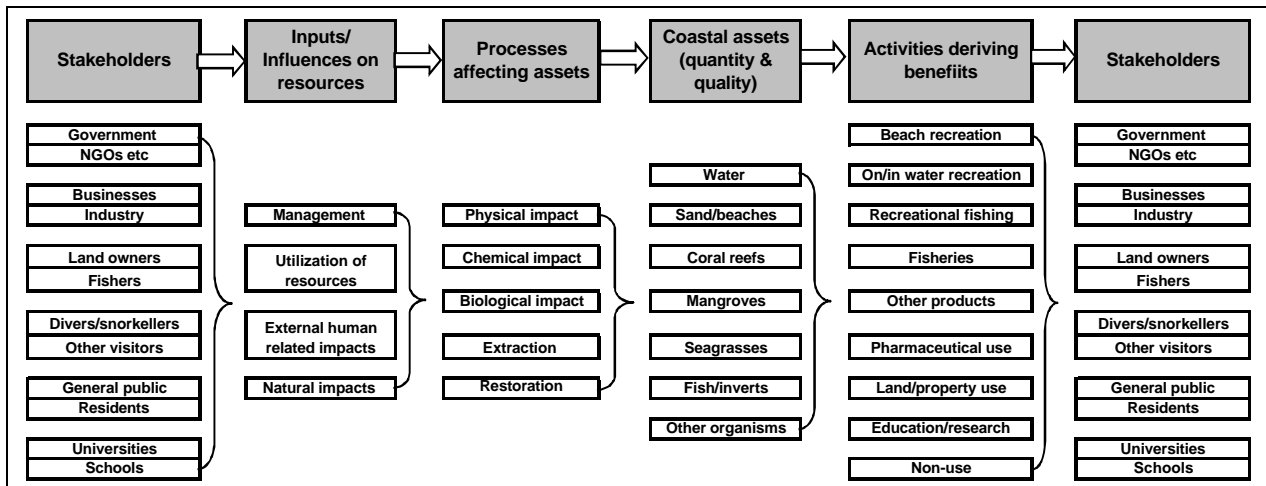 Stakeholders
Inputs/
Influences on
resources
Processes
affecting assets
Coastal assets
(quantity &
quality)
Activities deriving
benefiits
Stakeholders
Government
NGOs etc
Businesses
Industry
Land owners
Fishers
Divers/snorkellers
Other visitors
General public
Residents
Universities
Schools
Management
Utilization of
resources
External human
related impacts
Natural impacts
Physical impact
Chemical impact
Biological impact
Extraction
Restoration
Water
Sand/beaches
Coral reefs
Mangroves
Seagrasses
Fish/inverts
Other organisms
Beach recreation
On/in water recreation
Recreational fishing
Fisheries
Other products
Pharmaceutical use
Land/property use
Education/research
Non-use
Government
NGOs etc
Businesses
Industry
Land owners
Fishers
Divers/snorkellers
Other visitors
General public
Residents
Universities
Schools